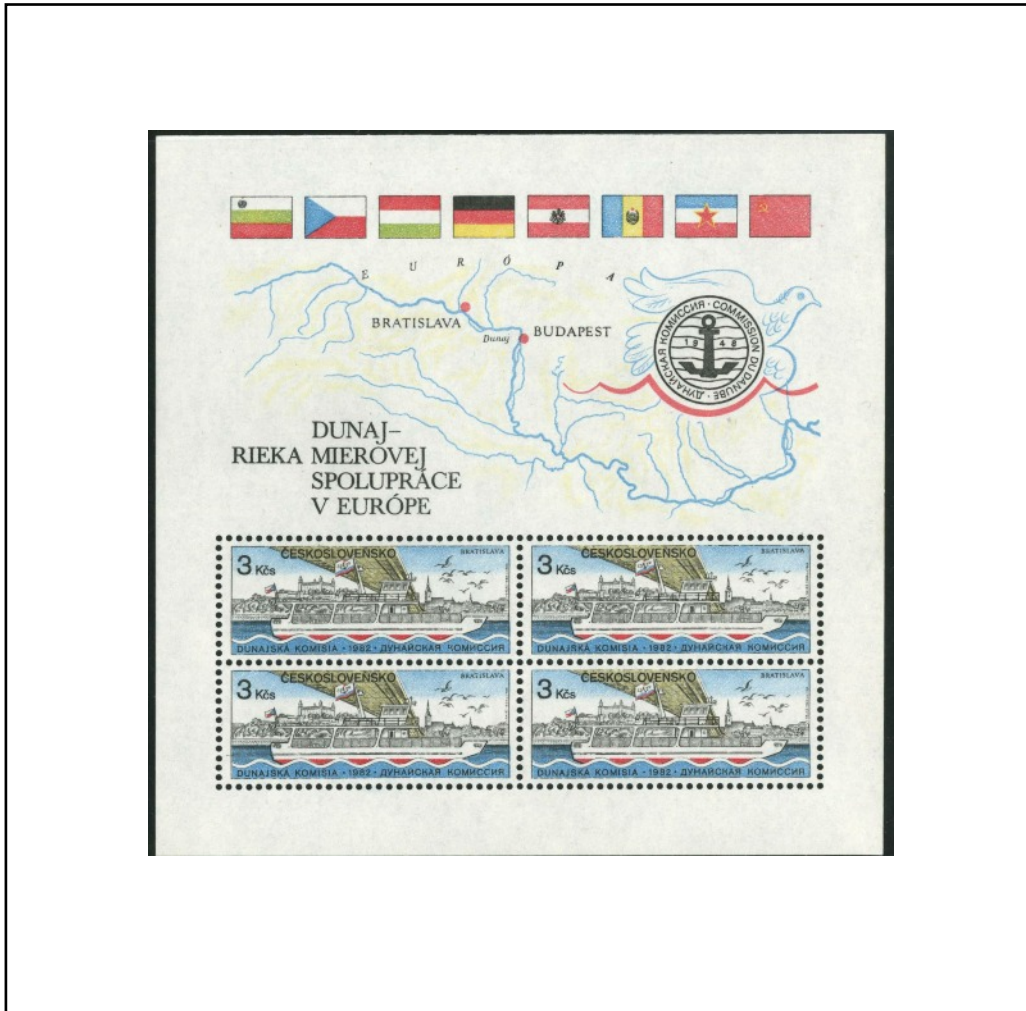 EURÓPA
BRATISLAVA
Dunaj
BUDAPEST
ДУНАЙСКАЯ КОМИССИЯ · COMMISSION DU DANUBE ·
1948
DUNAJ–
RIEKA MIEROVEJ
SPOLUPRÁCE
V EURÓPE
ČESKOSLOVENSKO
BRATISLAVA
3 Kčs
DUNAJSKÁ KOMISIA · 1982 · ДУНАЙСКАЯ КОМИССИЯ
ČESKOSLOVENSKO
BRATISLAVA
3 Kčs
DUNAJSKÁ KOMISIA · 1982 · ДУНАЙСКАЯ КОМИССИЯ
ČESKOSLOVENSKO
BRATISLAVA
3 Kčs
DUNAJSKÁ KOMISIA · 1982 · ДУНАЙСКАЯ КОМИССИЯ
ČESKOSLOVENSKO
BRATISLAVA
3 Kčs
DUNAJSKÁ KOMISIA · 1982 · ДУНАЙСКАЯ КОМИССИЯ